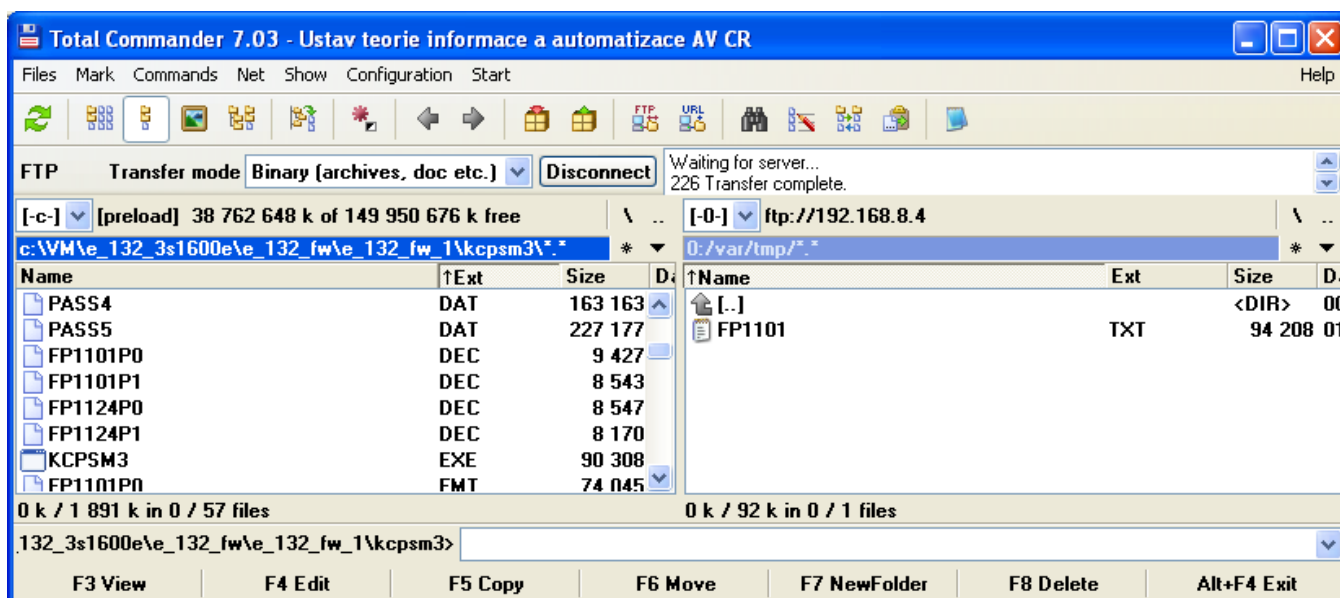 Total Commander 7.03 - Ustav teorie informace a automatizace AV CR
Files Mark Commands Net Show Configuration Start Help
FTP URL
FTP Transfer mode Binary (archives, doc etc.) Disconnect
Waiting for server...
226 Transfer complete.
[-c-] [preload] 38 762 648 k of 149 950 676 k free \ .. [-0-] ftp://192.168.8.4 \ ..
c:\VM\e_132_3s1600e\e_132_fw\e_132_fw_1\kcpsm3\*.* * 0:/var/tmp/*.* *
Name ↑Ext Size ↑Name Ext Size
PASS4 DAT 163 163 [..] <DIR> 00
PASS5 DAT 227 177 FP1101 TXT 94 208 01
FP1101P0 DEC 9 427
FP1101P1 DEC 8 543
FP1124P0 DEC 8 547
FP1124P1 DEC 8 170
KCPSM3 EXE 90 308
FP1101P0 FMT 74 045
0 k / 1 891 k in 0 / 57 files 0 k / 92 k in 0 / 1 files
132_3s1600e\e_132_fw\e_132_fw_1\kcpsm3>
F3 View F4 Edit F5 Copy F6 Move F7 NewFolder F8 Delete Alt+F4 Exit